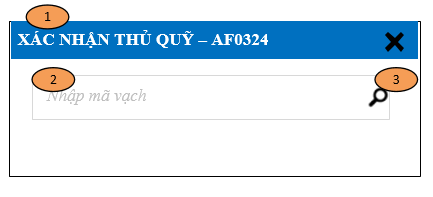 1
XÁC NHẬN THỦ QUỸ – AF0324
2
3
Nhập mã vạch